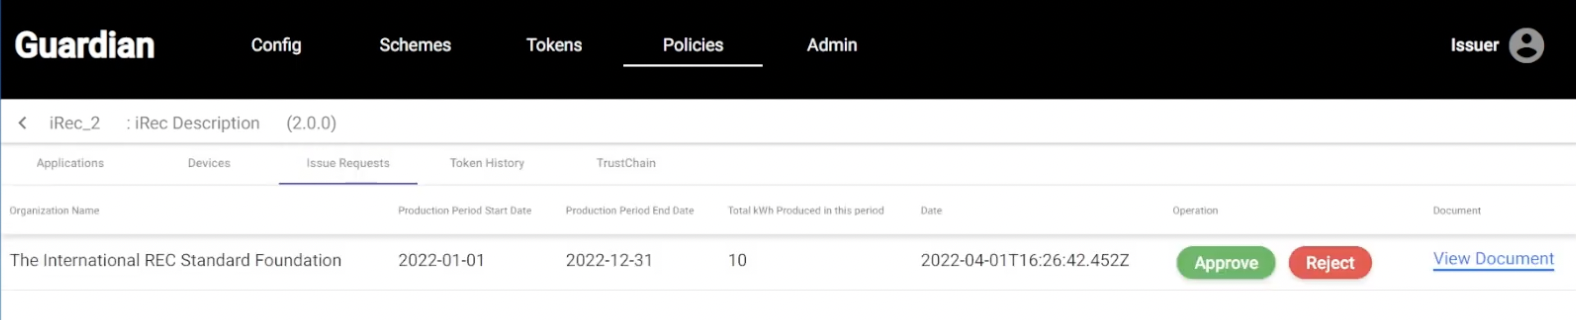 Guardian Config Schemes Tokens Policies Admin Issuer
iRec_2 : iRec Description (2.0.0)
Applications Devices Issue Requests Token History TrustChain
Organization Name Production Period Start Date Production Period End Date Total kWh Produced in this period Date Operation Document
The International REC Standard Foundation 2022-01-01 2022-12-31 10 2022-04-01T16:26:42.452Z Approve Reject View Document